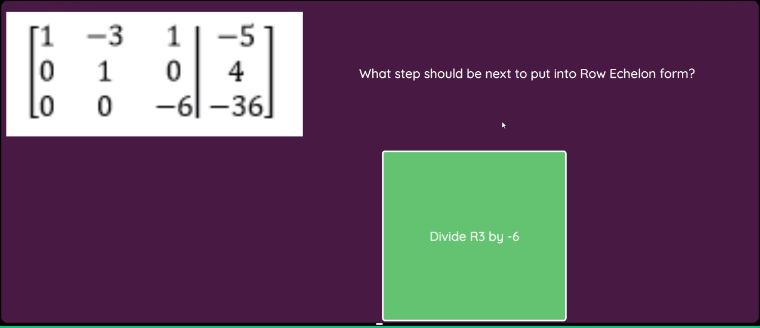 1 −3 1 | −5
0 1 0 | 4
0 0 −6 | −36
What step should be next to put into Row Echelon form?
Divide R3 by -6